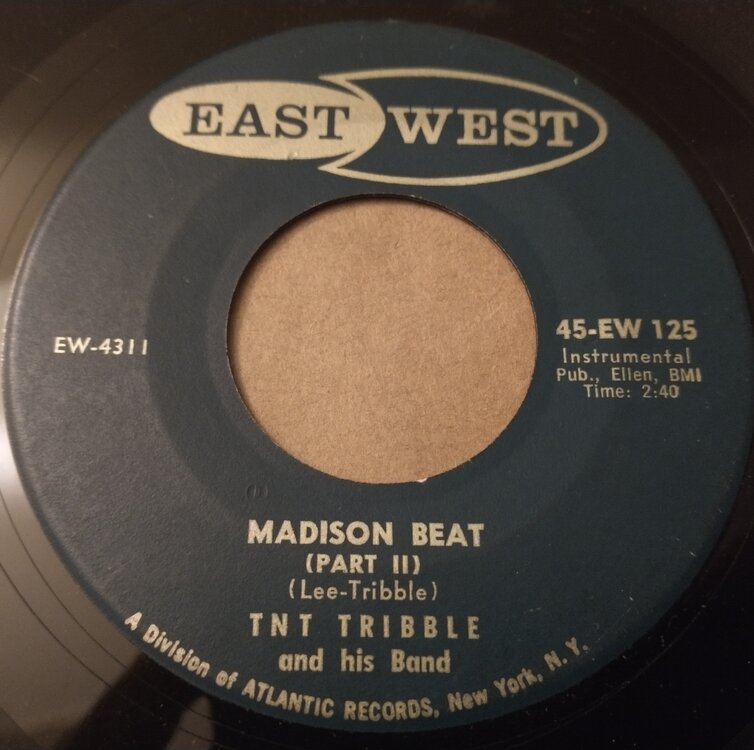 EAST WEST
EW-4311
45-EW 125
Instrumental
Pub., Ellen, BMI
Time: 2:40
MADISON BEAT
(PART II)
(Lee-Tribble)
TNT TRIBBLE
and his Band
A Division of ATLANTIC RECORDS, New York, N. Y.